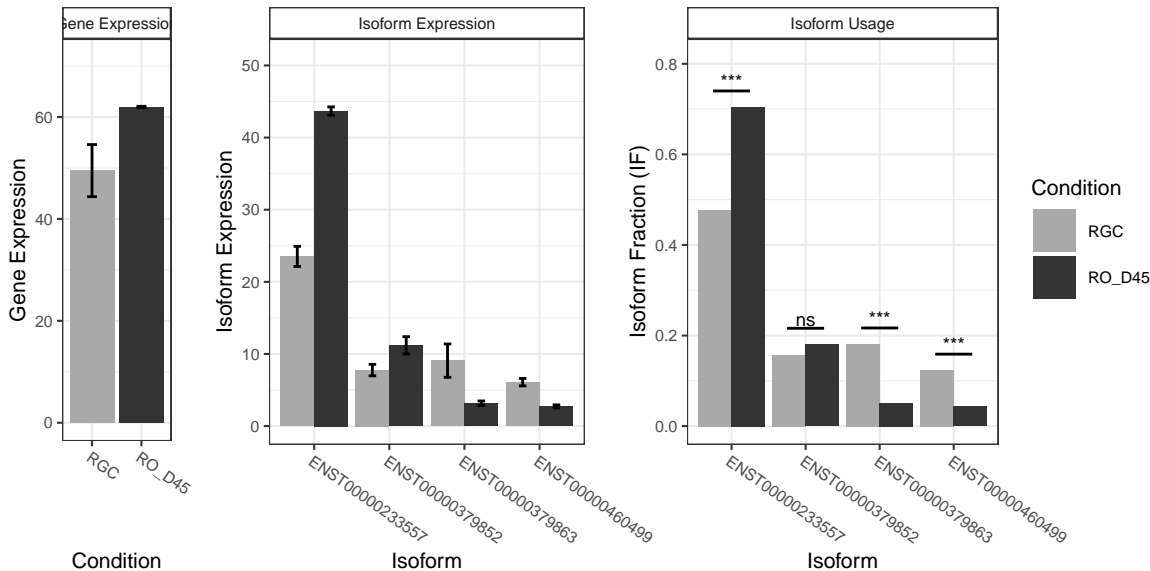 Gene Expression
Isoform Expression
Isoform Usage
Gene Expression
60
40
20
0
RGC
RO_D45
Condition
Isoform Expression
50
40
30
20
10
0
ENST00000233557
ENST00000379852
ENST00000379863
ENST00000460499
Isoform
Isoform Fraction (IF)
0.8
0.6
0.4
0.2
0.0
***
ns
***
***
ENST00000233557
ENST00000379852
ENST00000379863
ENST00000460499
Isoform
Condition
RGC
RO_D45